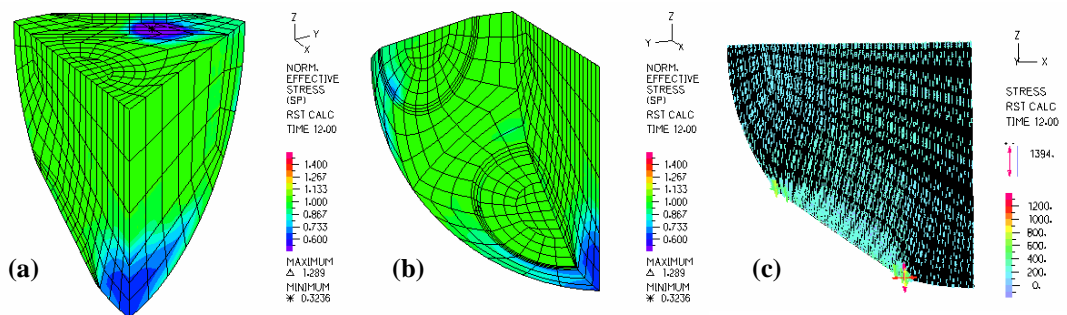 Z
Y
X
NORM.
EFFECTIVE
STRESS
(SP)
RST CALC
TIME 12.00
1.400
1.267
1.133
1.000
0.867
0.733
0.600
MAXIMUM
Δ 1.289
MINIMUM
* 0.3236
(a)
Z
Y
X
NORM.
EFFECTIVE
STRESS
(SP)
RST CALC
TIME 12.00
1.400
1.267
1.133
1.000
0.867
0.733
0.600
MAXIMUM
Δ 1.289
MINIMUM
* 0.3236
(b)
Z
Y
X
STRESS
RST CALC
TIME 12.00
1394.
1200.
1000.
800.
600.
400.
200.
0.
(c)